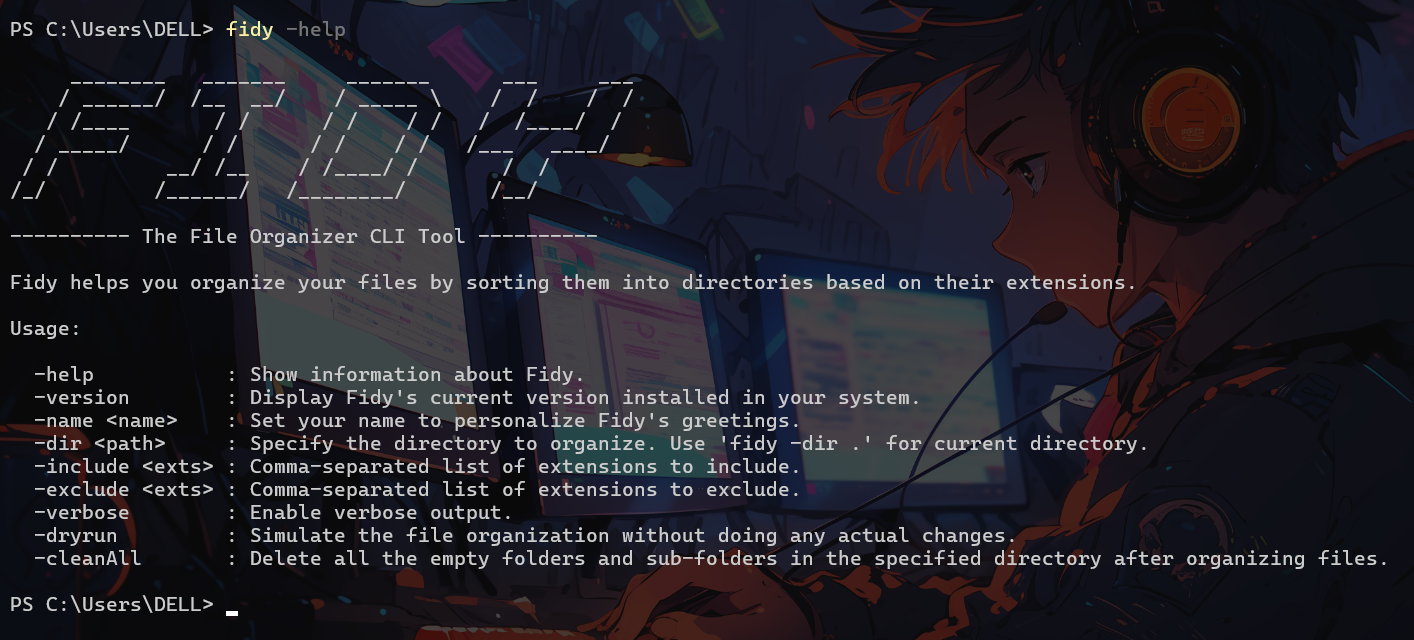 PS C:\Users\DELL> fidy -help
FIDY
---------- The File Organizer CLI Tool ----------
Fidy helps you organize your files by sorting them into directories based on their extensions.
Usage:
-help : Show information about Fidy.
-version : Display Fidy's current version installed in your system.
-name <name> : Set your name to personalize Fidy's greetings.
-dir <path> : Specify the directory to organize. Use 'fidy -dir .' for current directory.
-include <exts> : Comma-separated list of extensions to include.
-exclude <exts> : Comma-separated list of extensions to exclude.
-verbose : Enable verbose output.
-dryrun : Simulate the file organization without doing any actual changes.
-cleanAll : Delete all the empty folders and sub-folders in the specified directory after organizing files.
PS C:\Users\DELL>